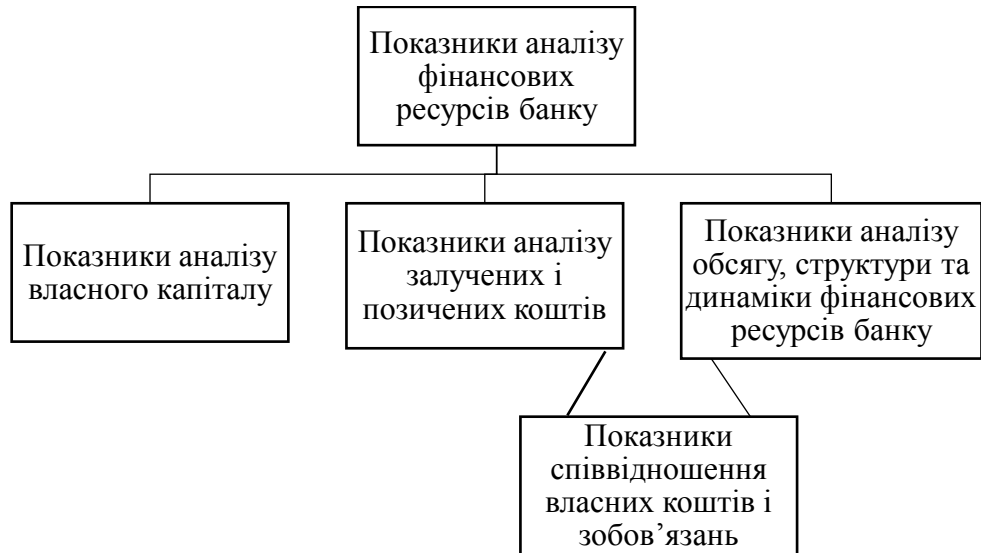 Показники аналізу
фінансових
ресурсів банку
Показники аналізу
власного капіталу
Показники аналізу
залучених і
позичених коштів
Показники аналізу
обсягу, структури та
динаміки фінансових
ресурсів банку
Показники
співвідношення
власних коштів і
зобов’язань